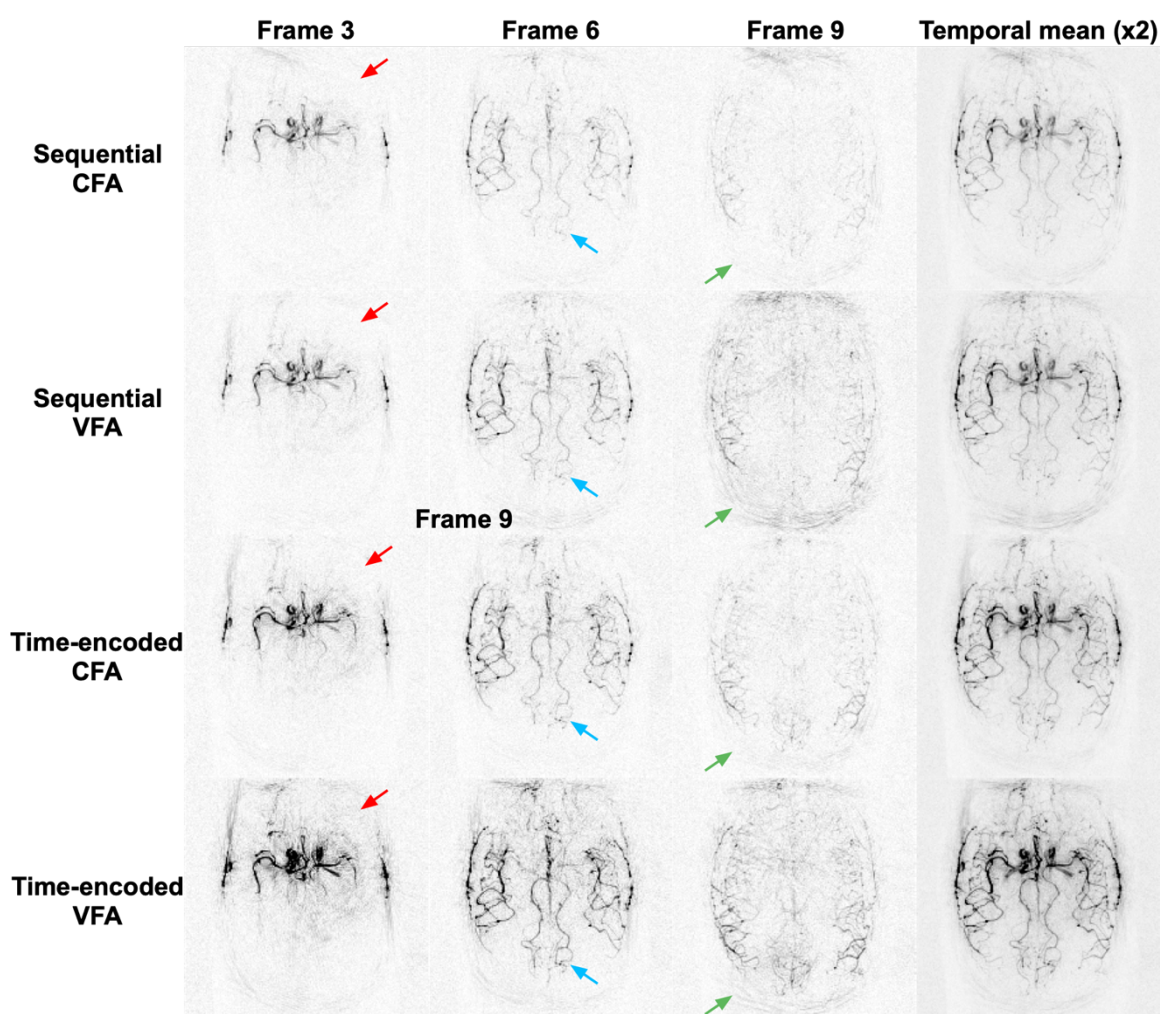 Frame 3 Frame 6 Frame 9 Temporal mean (x2)
Sequential
CFA
Sequential
VFA
Frame 9
Time-encoded
CFA
Time-encoded
VFA